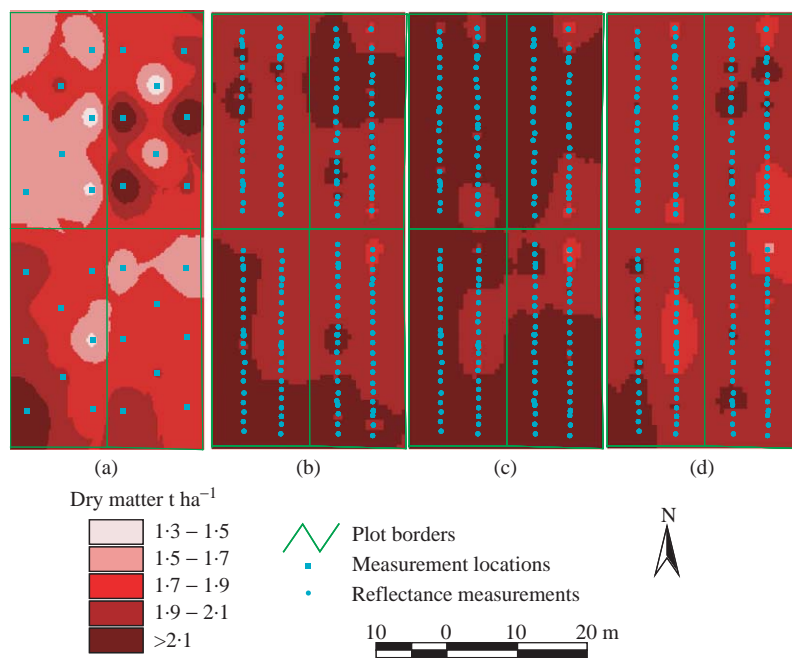 (a) (b) (c) (d)
Dry matter t ha−1
1·3 – 1·5
1·5 – 1·7
1·7 – 1·9
1·9 – 2·1
>2·1
Plot borders
Measurement locations
Reflectance measurements
N
10 0 10 20 m